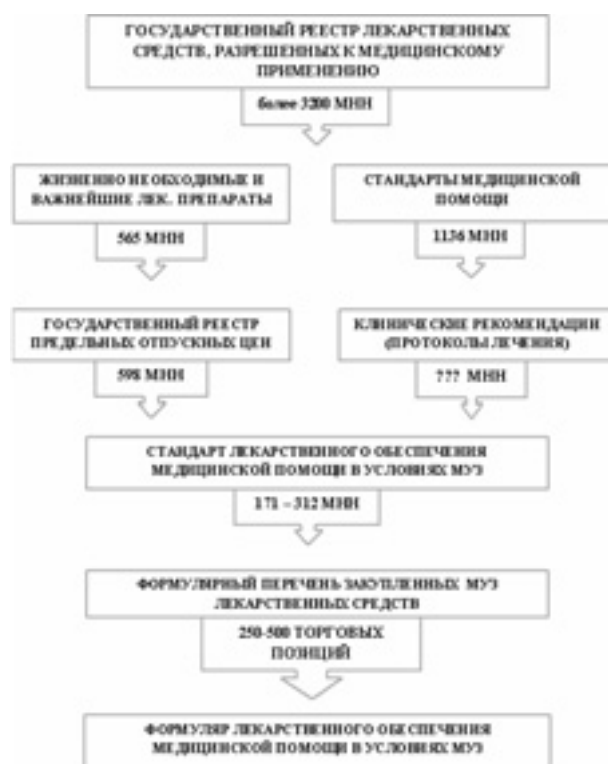 ГОСУДАРСТВЕННЫЙ РЕЕСТР ЛЕКАРСТВЕННЫХ
СРЕДСТВ, РАЗРЕШЕННЫХ К МЕДИЦИНСКОМУ
ПРИМЕНЕНИЮ
более 3200 МНН
ЖИЗНЕННО НЕОБХОДИМЫЕ И
ВАЖНЕЙШИЕ ЛЕК. ПРЕПАРАТЫ
565 МНН
СТАНДАРТЫ МЕДИЦИНСКОЙ
ПОМОЩИ
1136 МНН
ГОСУДАРСТВЕННЫЙ РЕЕСТР
ПРЕДЕЛЬНЫХ ОТПУСКНЫХ ЦЕН
598 МНН
КЛИНИЧЕСКИЕ РЕКОМЕНДАЦИИ
(ПРОТОКОЛЫ ЛЕЧЕНИЯ)
??? МНН
СТАНДАРТ ЛЕКАРСТВЕННОГО ОБЕСПЕЧЕНИЯ
МЕДИЦИНСКОЙ ПОМОЩИ В УСЛОВИЯХ МУЗ
171 – 312 МНН
ФОРМУЛЯРНЫЙ ПЕРЕЧЕНЬ ЗАКУПЛЕННЫХ МУЗ
ЛЕКАРСТВЕННЫХ СРЕДСТВ
250-500 ТОРГОВЫХ
ПОЗИЦИЙ
ФОРМУЛЯР ЛЕКАРСТВЕННОГО ОБЕСПЕЧЕНИЯ
МЕДИЦИНСКОЙ ПОМОЩИ В УСЛОВИЯХ МУЗ